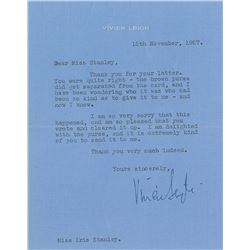 VIVIEN LEIGH
15th November, 1957.
Dear Miss Stanley,
Thank you for your letter.
You were quite right - the brown purse
did get separated from the card, and I
have been wondering who it was who had
been so kind as to give it to me - and
now I know.
I am so very sorry that this
happened, and am so pleased that you
wrote and cleared it up. I am delighted
with the purse, and it is extremely kind
of you to send it to me.
Thank you very much indeed.
Yours sincerely,
Vivien Leigh
Miss Iris Stanley.